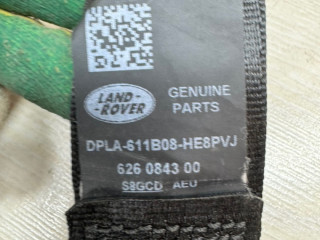 LAND-
-ROVER
GENUINE
PARTS
DPLA-611B08-HE8PVJ
626 0843 00
S8GCD AEU